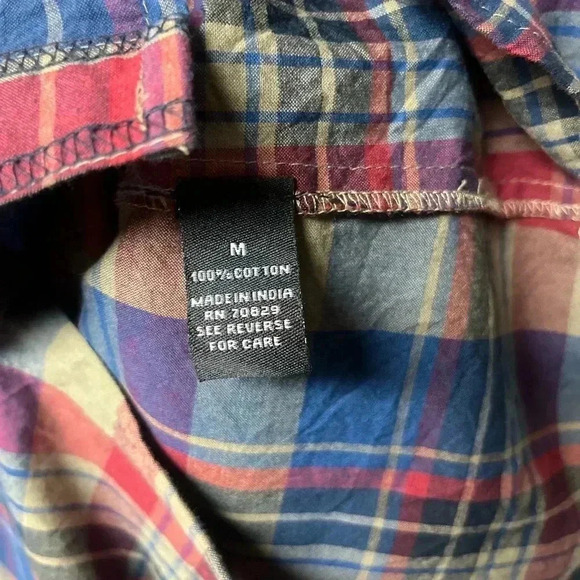 M
100% COTTON
MADE IN INDIA
RN 70829
SEE REVERSE
FOR CARE